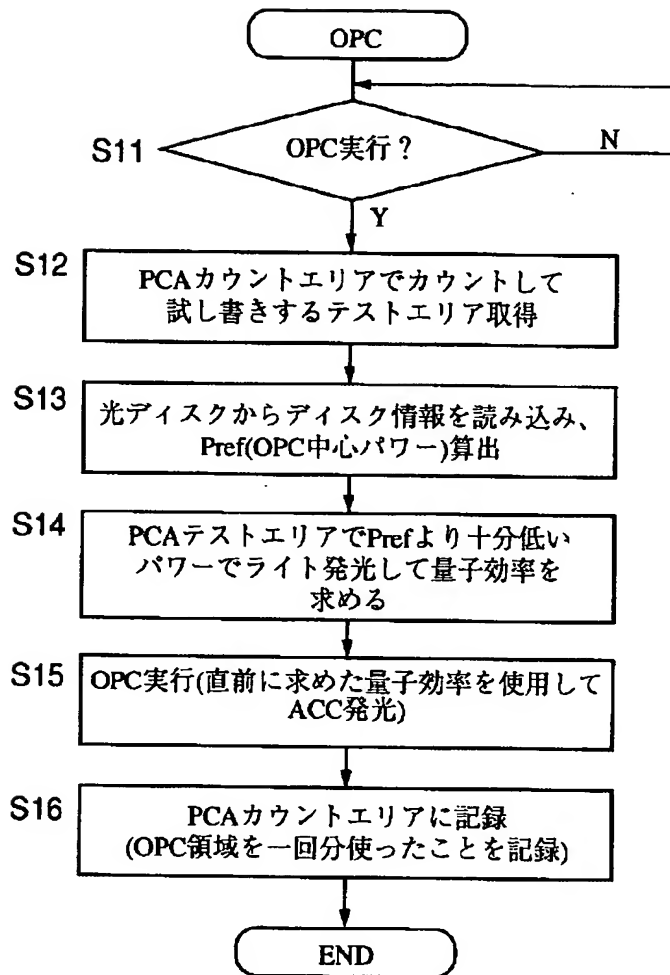 OPC
S11
OPC実行？
N
Y
S12
PCAカウントエリアでカウントして
試し書きするテストエリア取得
S13
光ディスクからディスク情報を読み込み、
Pref(OPC中心パワー)算出
S14
PCAテストエリアでPrefより十分低い
パワーでライト発光して量子効率を
求める
S15
OPC実行(直前に求めた量子効率を使用して
ACC発光)
S16
PCAカウントエリアに記録
(OPC領域を一回分使ったことを記録)
END